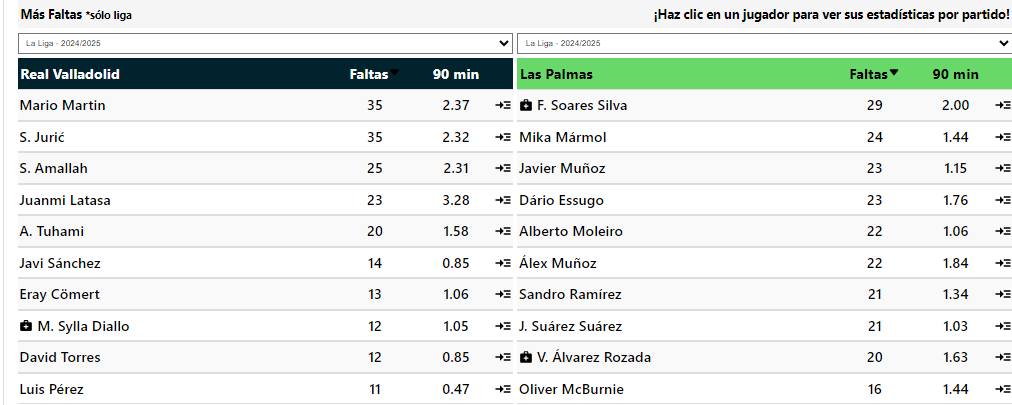 Más Faltas *sólo liga ¡Haz clic en un jugador para ver sus estadísticas por partido!
La Liga - 2024/2025 La Liga - 2024/2025
Real Valladolid Faltas 90 min Las Palmas Faltas 90 min
Mario Martin 35 2.37 F. Soares Silva 29 2.00
S. Jurić 35 2.32 Mika Mármol 24 1.44
S. Amallah 25 2.31 Javier Muñoz 23 1.15
Juanmi Latasa 23 3.28 Dário Essugo 23 1.76
A. Tuhami 20 1.58 Alberto Moleiro 22 1.06
Javi Sánchez 14 0.85 Álex Muñoz 22 1.84
Eray Cömert 13 1.06 Sandro Ramírez 21 1.34
M. Sylla Diallo 12 1.05 J. Suárez Suárez 21 1.03
David Torres 12 0.85 V. Álvarez Rozada 20 1.63
Luis Pérez 11 0.47 Oliver McBurnie 16 1.44